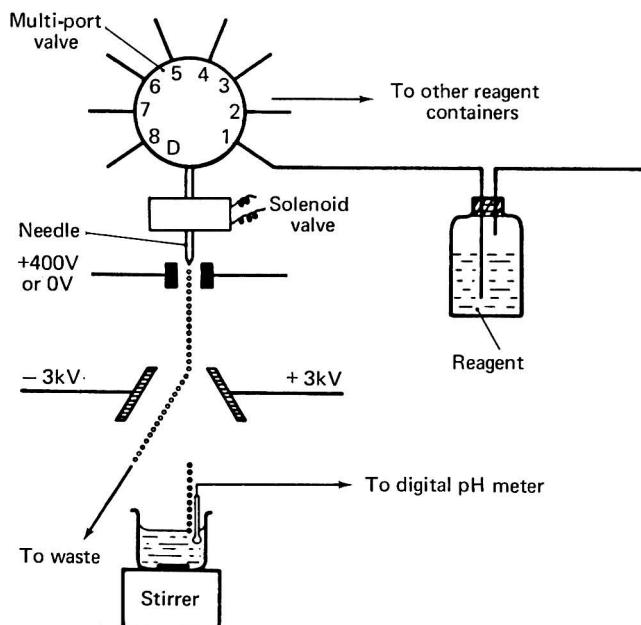 Multi-port
valve
5
4
6
3
7
2
8
1
D
To other reagent
containers
Solenoid
valve
Needle
+400V
or 0V
Reagent
– 3kV
+ 3kV
To digital pH meter
To waste
Stirrer